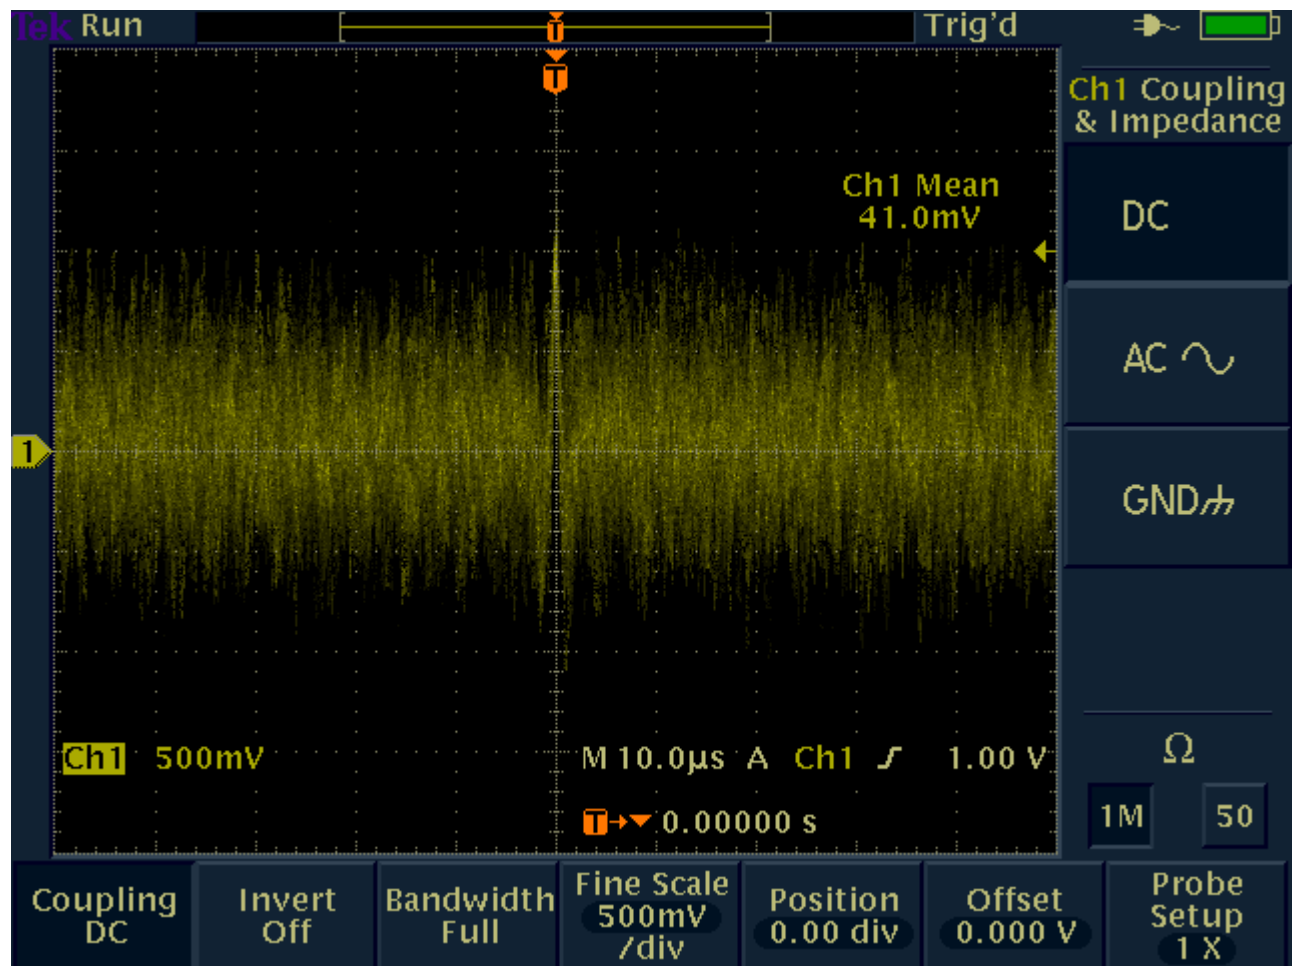 Tek Run Trig'd
T
T
Ch1 Coupling
& Impedance
Ch1 Mean
41.0mV
DC
AC
1
GND
Ch1 500mV M 10.0µs A Ch1 1.00 V
Ω
1M 50
T 0.00000 s
Coupling
DC
Invert
Off
Bandwidth
Full
Fine Scale
500mV
/div
Position
0.00 div
Offset
0.000 V
Probe
Setup
1 X